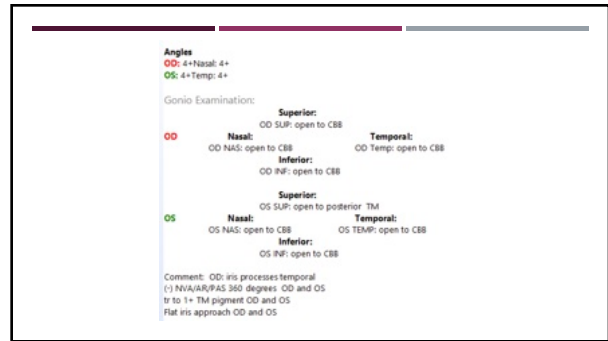 Angles
OD: 4+Nasal: 4+
OS: 4+Temp: 4+
Gonio Examination:
Superior:
OD SUP: open to CBB
OD Nasal: Temporal:
OD NAS: open to CBB OD Temp: open to CBB
Inferior:
OD INF: open to CBB
Superior:
OS SUP: open to posterior TM
OS Nasal: Temporal:
OS NAS: open to CBB OS TEMP: open to CBB
Inferior:
OS INF: open to CBB
Comment: OD: iris processes temporal
(-) NVA/AR/PAS 360 degrees OD and OS
tr to 1+ TM pigment OD and OS
Flat iris approach OD and OS